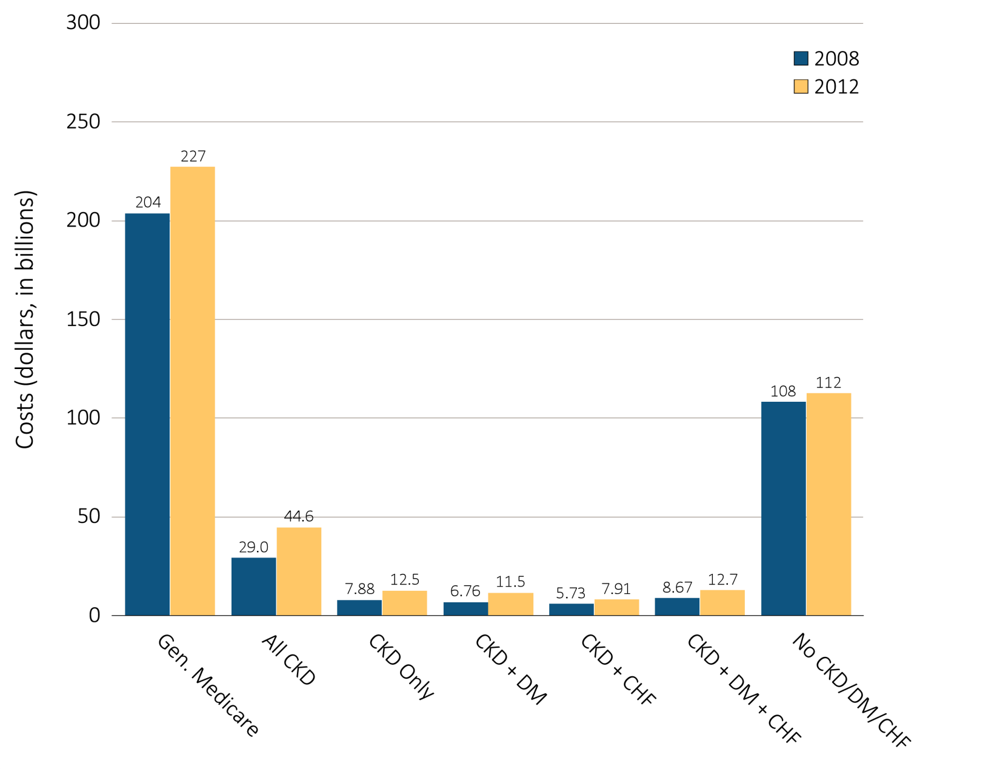 300
2008
2012
250
227
204
200
Costs (dollars, in billions)
150
108
112
100
50
44.6
29.0
7.88
12.5
6.76
11.5
5.73
7.91
8.67
12.7
0
Gen. Medicare
All CKD
CKD Only
CKD + DM
CKD + CHF
CKD + DM + CHF
No CKD/DM/CHF